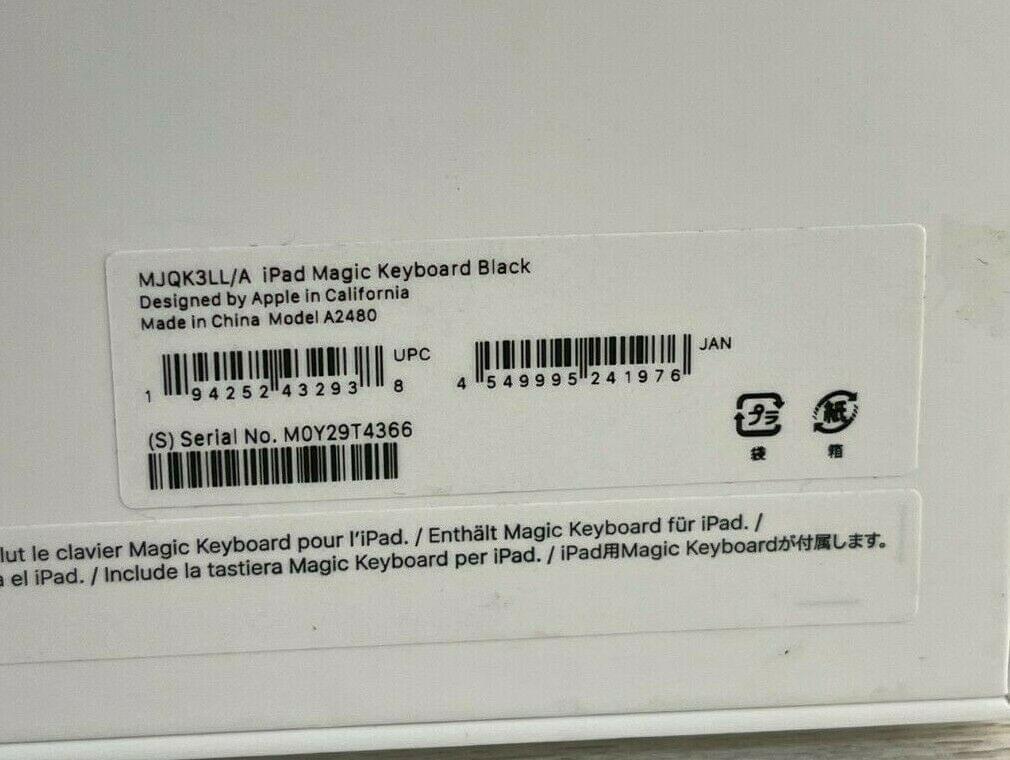 MJQK3LL/A iPad Magic Keyboard Black
Designed by Apple in California
Made in China Model A2480
UPC
1 94252 43293 8
JAN
4 549995 241976
(S) Serial No. M0Y29T4366
プラ
袋
紙
箱
lut le clavier Magic Keyboard pour l’iPad. / Enthält Magic Keyboard für iPad. /
a el iPad. / Include la tastiera Magic Keyboard per iPad. / iPad用Magic Keyboardが付属します。